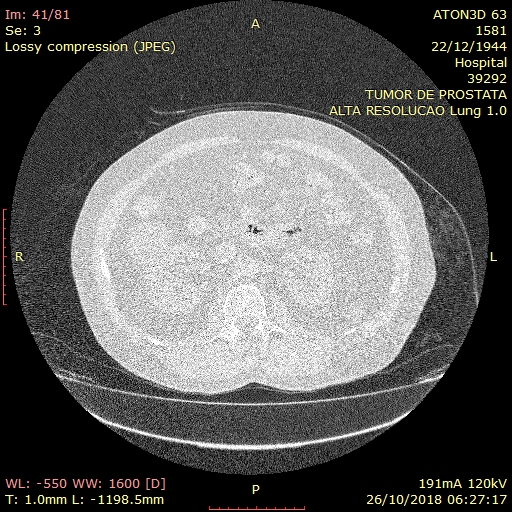 Im: 41/81
Se: 3
Lossy compression (JPEG)
ATON3D 63
1581
22/12/1944
Hospital
39292
TUMOR DE PROSTATA
ALTA RESOLUCAO Lung 1.0
A
R
L
P
WL: -550 WW: 1600 [D]
T: 1.0mm L: -1198.5mm
191mA 120kV
26/10/2018 06:27:17